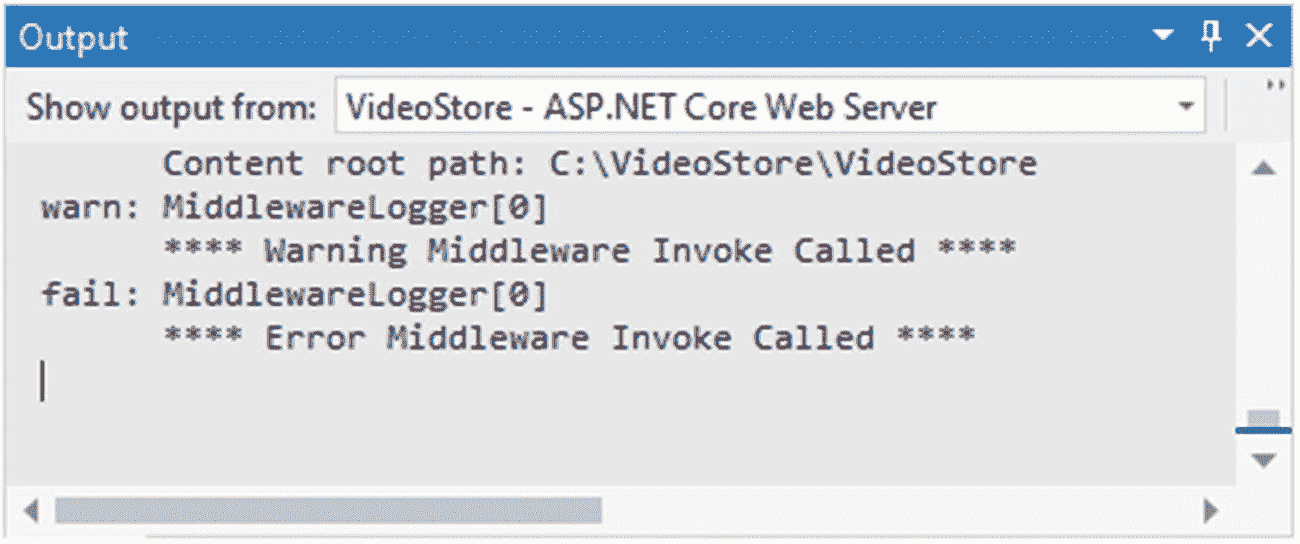 Output
Show output from: VideoStore - ASP.NET Core Web Server
Content root path: C:\VideoStore\VideoStore
warn: MiddlewareLogger[0]
**** Warning Middleware Invoke Called ****
fail: MiddlewareLogger[0]
**** Error Middleware Invoke Called ****